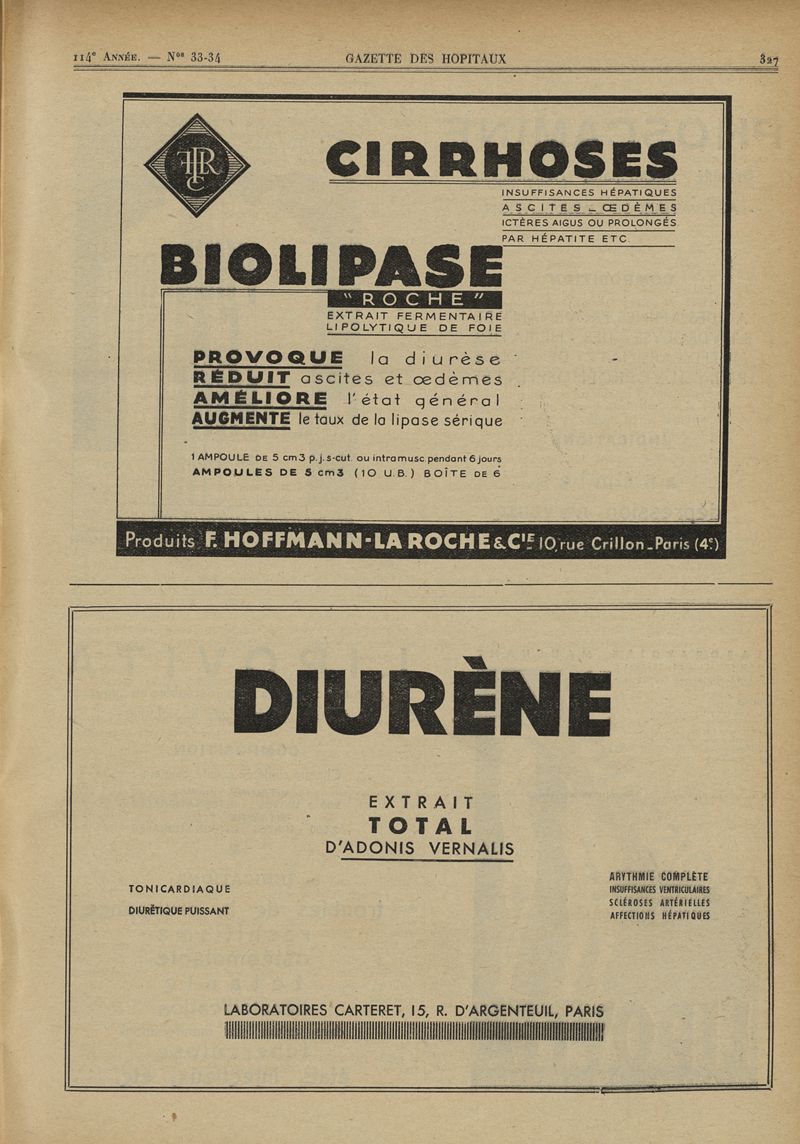 114e ANNÉE. — Nos 33-34 GAZETTE DES HOPITAUX 327
CIRRHOSES
INSUFFISANCES HÉPATIQUES
ASCITES - ŒDÈMES
ICTÈRES AIGUS OU PROLONGÉS
PAR HÉPATITE ETC
BIOLIPASE
"ROCHE"
EXTRAIT FERMENTAIRE
LIPOLYTIQUE DE FOIE
PROVOQUE la diurèse
RÉDUIT ascites et œdèmes
AMÉLIORE l'état général
AUGMENTE le taux de la lipase sérique
1 AMPOULE DE 5 cm3 p.j. s-cut. ou intramusc. pendant 6 jours
AMPOULES DE 5 cm3 (10 U.B.) BOÎTE DE 6
Produits F. HOFFMANN-LA ROCHE & CIE 10, rue Crillon - Paris (4e)
DIURÈNE
EXTRAIT
TOTAL
D'ADONIS VERNALIS
TONICARDIAQUE
DIURÉTIQUE PUISSANT
ARYTHMIE COMPLÈTE
INSUFFISANCES VENTRICULAIRES
SCLÉROSES ARTÉRIELLES
AFFECTIONS HÉPATIQUES
LABORATOIRES CARTERET, 15, R. D'ARGENTEUIL, PARIS